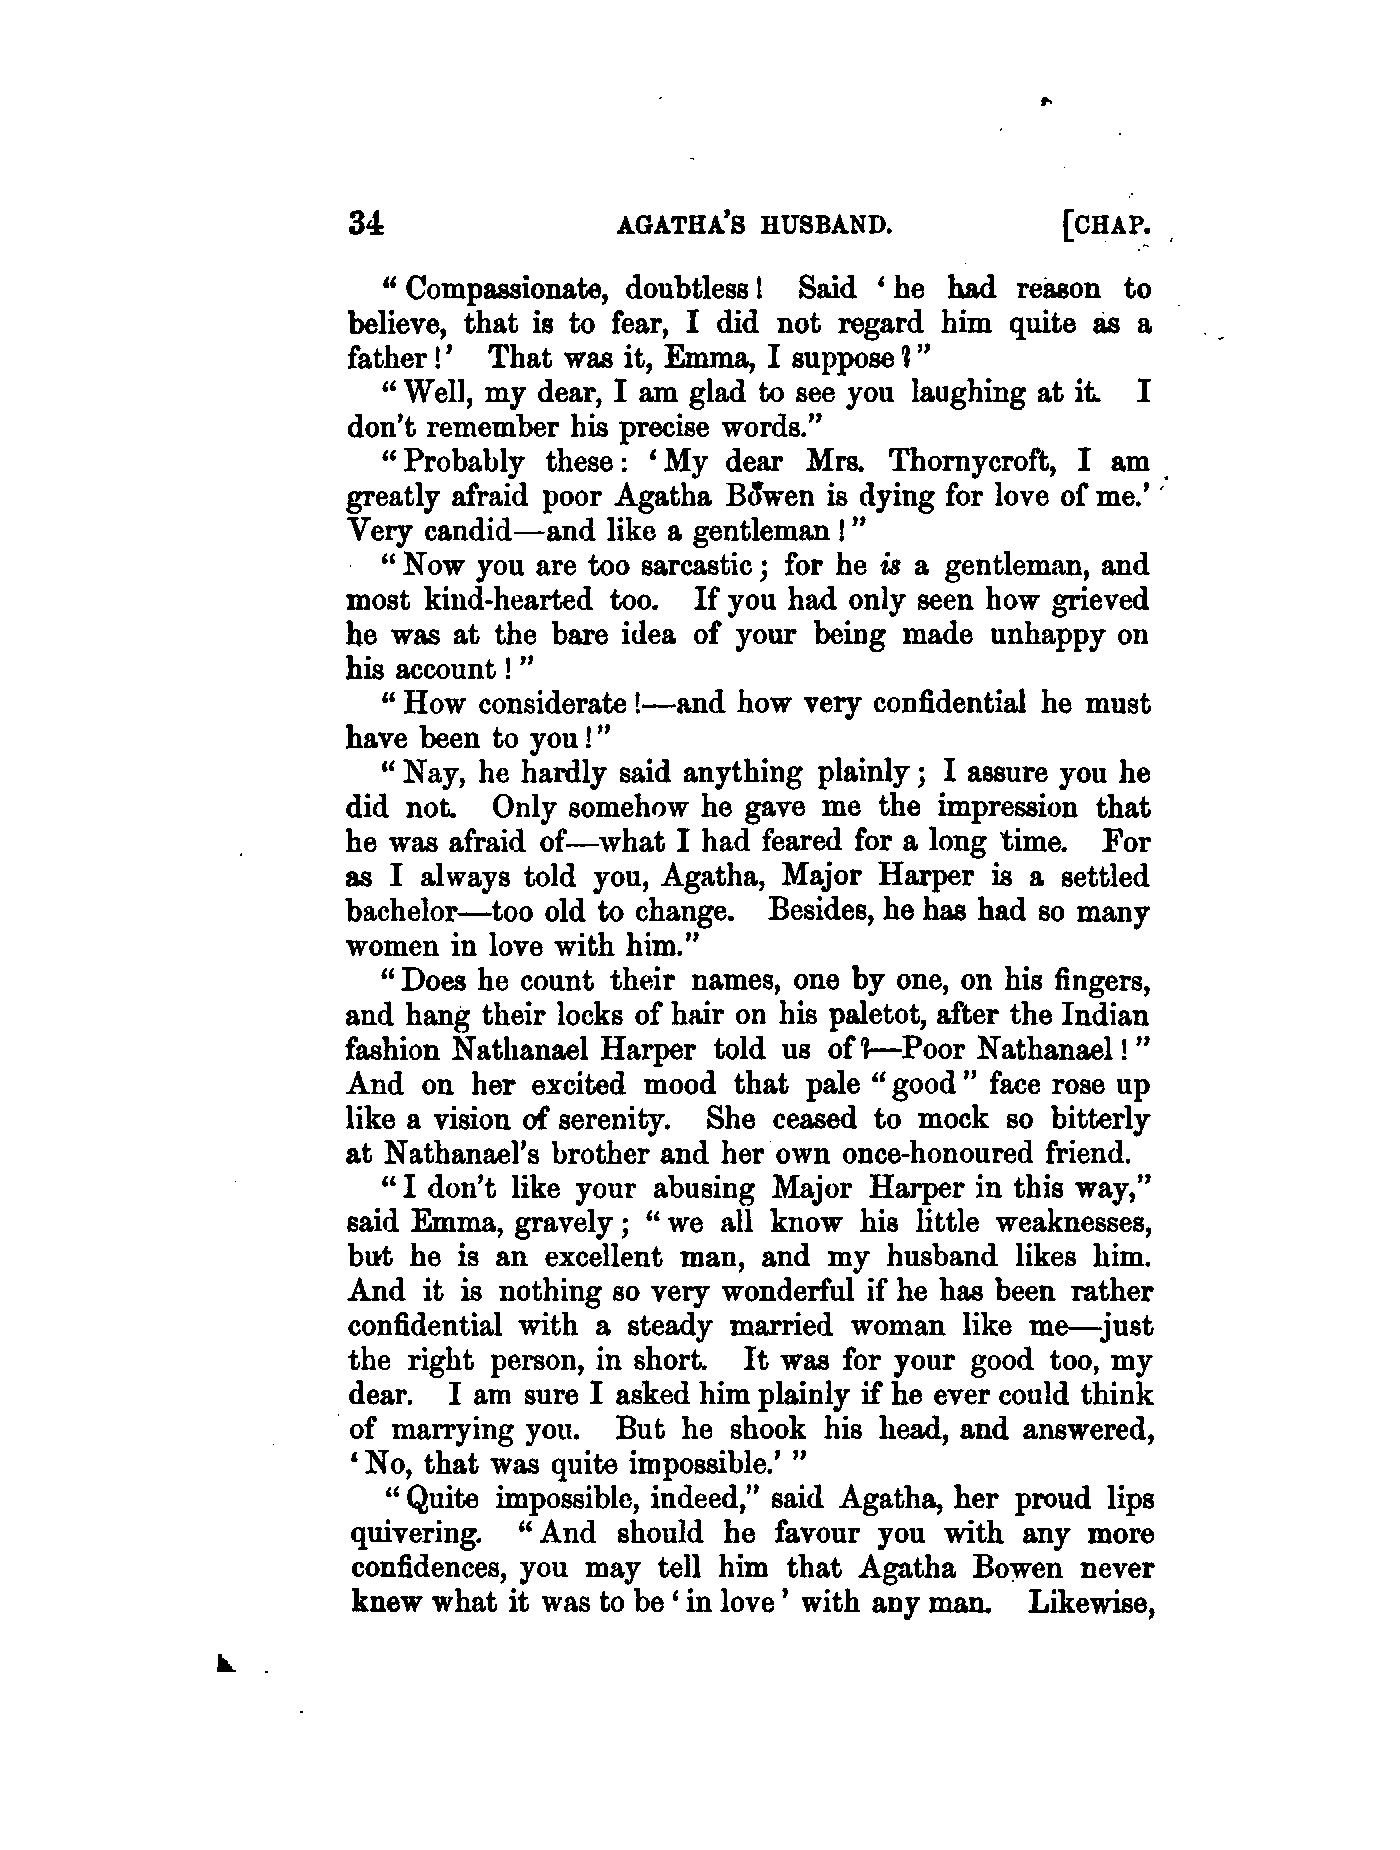 34 AGATHA'S HUSBAND. [CHAP.
“Compassionate, doubtless! Said ‘he had reason to
believe, that is to fear, I did not regard him quite as a
father!’ That was it, Emma, I suppose?”
“Well, my dear, I am glad to see you laughing at it. I
don't remember his precise words.”
“Probably these: ‘My dear Mrs. Thornycroft, I am
greatly afraid poor Agatha Bowen is dying for love of me.’
Very candid—and like a gentleman!”
“Now you are too sarcastic; for he is a gentleman, and
most kind-hearted too. If you had only seen how grieved
he was at the bare idea of your being made unhappy on
his account!”
“How considerate!—and how very confidential he must
have been to you!”
“Nay, he hardly said anything plainly; I assure you he
did not. Only somehow he gave me the impression that
he was afraid of—what I had feared for a long time. For
as I always told you, Agatha, Major Harper is a settled
bachelor—too old to change. Besides, he has had so many
women in love with him.”
“Does he count their names, one by one, on his fingers,
and hang their locks of hair on his paletot, after the Indian
fashion Nathanael Harper told us of?—Poor Nathanael!”
And on her excited mood that pale “good” face rose up
like a vision of serenity. She ceased to mock so bitterly
at Nathanael's brother and her own once-honoured friend.
“I don't like your abusing Major Harper in this way,”
said Emma, gravely; “we all know his little weaknesses,
but he is an excellent man, and my husband likes him.
And it is nothing so very wonderful if he has been rather
confidential with a steady married woman like me—just
the right person, in short. It was for your good too, my
dear. I am sure I asked him plainly if he ever could think
of marrying you. But he shook his head, and answered,
‘No, that was quite impossible.’”
“Quite impossible, indeed,” said Agatha, her proud lips
quivering. “And should he favour you with any more
confidences, you may tell him that Agatha Bowen never
knew what it was to be ‘in love’ with any man. Likewise,